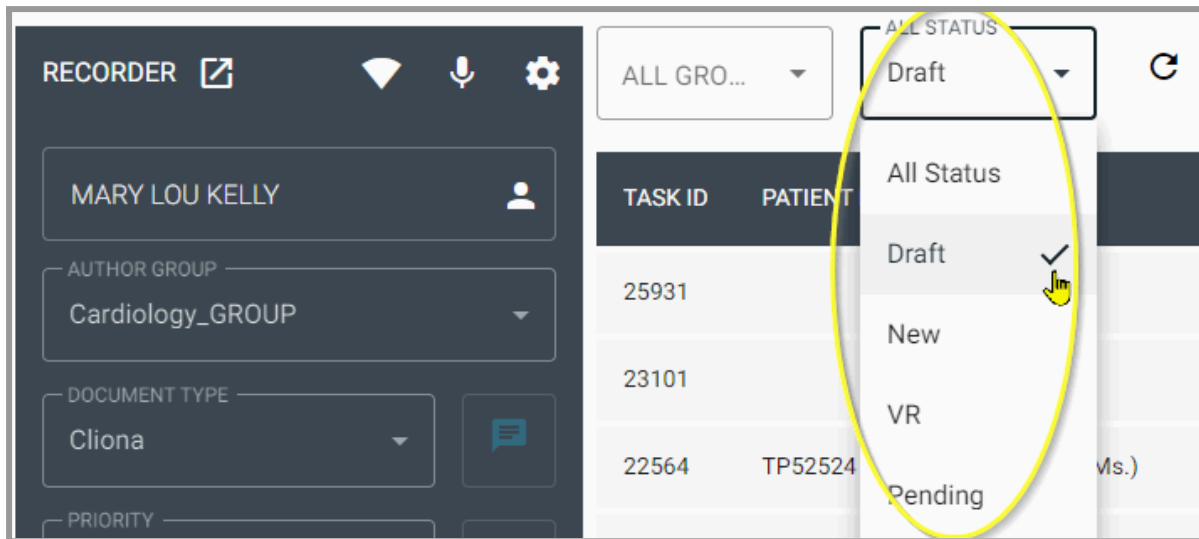 RECORDER
MARY LOU KELLY
AUTHOR GROUP
Cardiology_GROUP
DOCUMENT TYPE
Cliona
PRIORITY
ALL GRO...
ALL STATUS
Draft
All Status
Draft
New
VR
Pending
TASK ID PATIENT
25931
23101
22564 TP52524 Ms.)